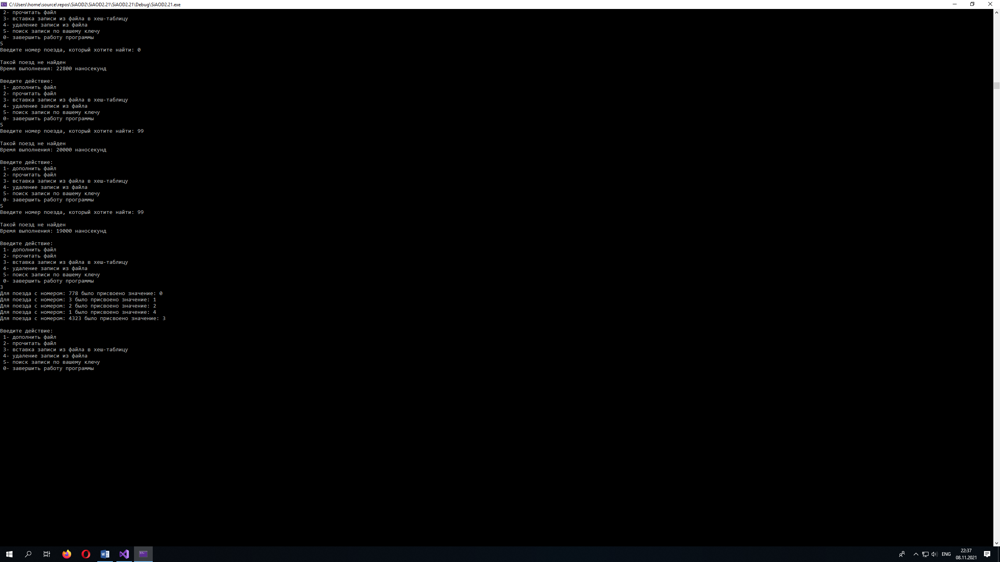 C:\Users\home\source\repos\SiAOD2\SiAOD2.21\SiAOD2.21\Debug\SiAOD2.21.exe
2- прочитать файл
3- вставка записи из файла в хеш-таблицу
4- удаление записи из файла
5- поиск записи по вашему ключу
0- завершить работу программы
5
Введите номер поезда, который хотите найти: 0
Такой поезд не найден
Время выполнения: 22800 наносекунд
Введите действие:
1- дополнить файл
2- прочитать файл
3- вставка записи из файла в хеш-таблицу
4- удаление записи из файла
5- поиск записи по вашему ключу
0- завершить работу программы
5
Введите номер поезда, который хотите найти: 99
Такой поезд не найден
Время выполнения: 20000 наносекунд
Введите действие:
1- дополнить файл
2- прочитать файл
3- вставка записи из файла в хеш-таблицу
4- удаление записи из файла
5- поиск записи по вашему ключу
0- завершить работу программы
5
Введите номер поезда, который хотите найти: 99
Такой поезд не найден
Время выполнения: 19000 наносекунд
Введите действие:
1- дополнить файл
2- прочитать файл
3- вставка записи из файла в хеш-таблицу
4- удаление записи из файла
5- поиск записи по вашему ключу
0- завершить работу программы
3
Для поезда с номером: 778 было присвоено значение: 0
Для поезда с номером: 3 было присвоено значение: 1
Для поезда с номером: 2 было присвоено значение: 2
Для поезда с номером: 1 было присвоено значение: 4
Для поезда с номером: 4323 было присвоено значение: 3
Введите действие:
1- дополнить файл
2- прочитать файл
3- вставка записи из файла в хеш-таблицу
4- удаление записи из файла
5- поиск записи по вашему ключу
0- завершить работу программы
ENG
22:37
08.11.2021